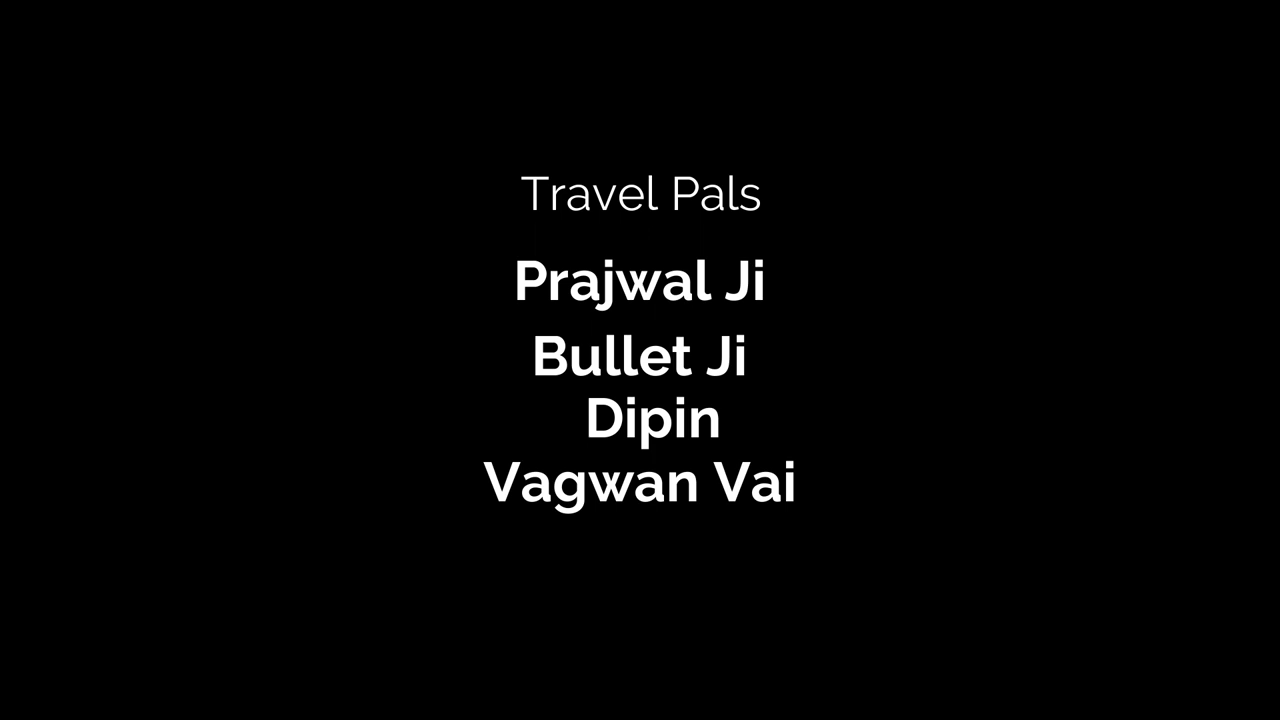 Travel Pals
Prajwal Ji
Bullet Ji
Dipin
Vagwan Vai